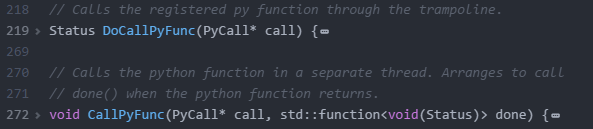 218 // Calls the registered py function through the trampoline.
219 > Status DoCallPyFunc(PyCall* call) {…
269
270 // Calls the python function in a separate thread. Arranges to call
271 // done() when the python function returns.
272 > void CallPyFunc(PyCall* call, std::function<void(Status)> done) {…